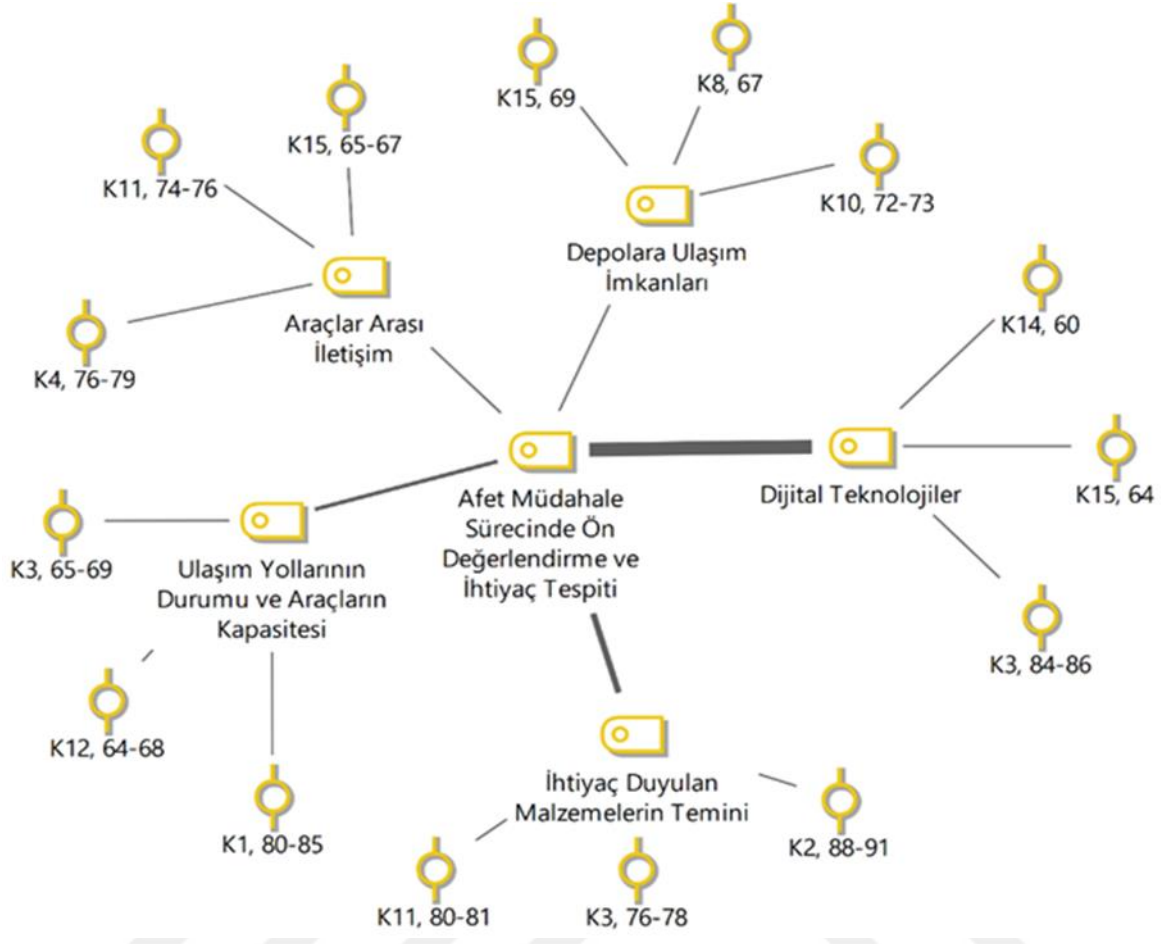 K15, 69
K8, 67
K15, 65-67
K11, 74-76
K10, 72-73
Depolara Ulaşım
İmkanları
Araçlar Arası
İletişim
K14, 60
K4, 76-79
Afet Müdahale
Sürecinde Ön
Değerlendirme ve
İhtiyaç Tespiti
Dijital Teknolojiler
K15, 64
K3, 65-69
Ulaşım Yollarının
Durumu ve Araçların
Kapasitesi
K3, 84-86
K12, 64-68
İhtiyaç Duyulan
Malzemelerin Temini
K1, 80-85
K2, 88-91
K11, 80-81
K3, 76-78